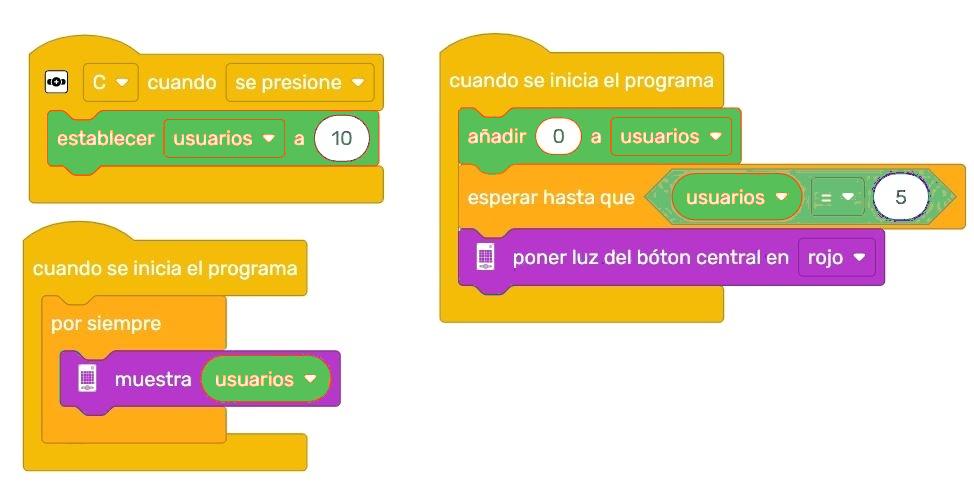 C cuando se presione
establecer usuarios a 10
cuando se inicia el programa
por siempre
muestra usuarios
cuando se inicia el programa
añadir 0 a usuarios
esperar hasta que usuarios = 5
poner luz del bóton central en rojo